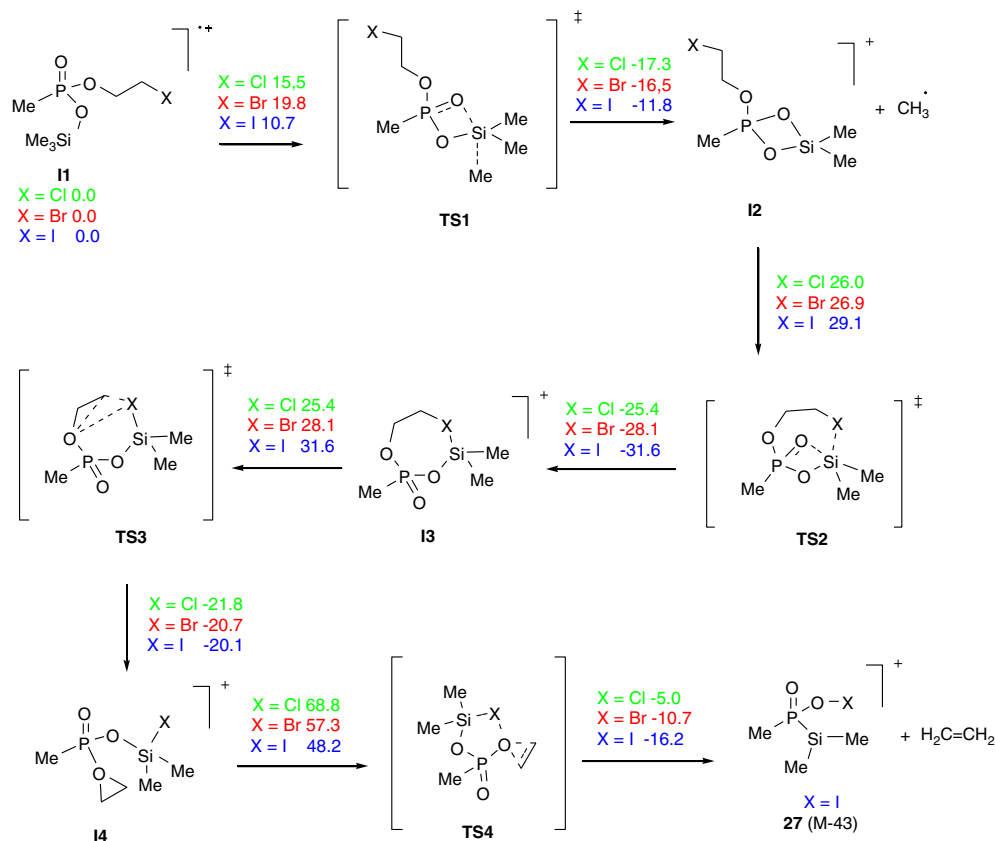 O
P
Me
O
O
X
Me3Si
•+
I1
X = Cl 0.0
X = Br 0.0
X = I 0.0
X = Cl 15,5
X = Br 19.8
X = I 10.7
X
O
P
O
Me
O
Si
Me
Me
Me
‡
TS1
X = Cl -17.3
X = Br -16,5
X = I -11.8
X
O
P
O
Me
O
Si
Me
Me
+
+ CH3•
I2
X = Cl 26.0
X = Br 26.9
X = I 29.1
X
O
O
P
Si
Me
O
Me
Me
‡
TS2
X = Cl -25.4
X = Br -28.1
X = I -31.6
X
O
Si
Me
P
O
Me
Me
O
+
I3
X = Cl 25.4
X = Br 28.1
X = I 31.6
X
O
Si
Me
P
O
Me
Me
O
‡
TS3
X = Cl -21.8
X = Br -20.7
X = I -20.1
O
X
P
O
Si
Me
Me
Me
O
+
I4
X = Cl 68.8
X = Br 57.3
X = I 48.2
Me
X
Me
Si
O
O
P
Me
O
TS4
X = Cl -5.0
X = Br -10.7
X = I -16.2
O
O
X
P
Me
Si
Me
Me
+
+ H2C=CH2
X = I
27 (M-43)